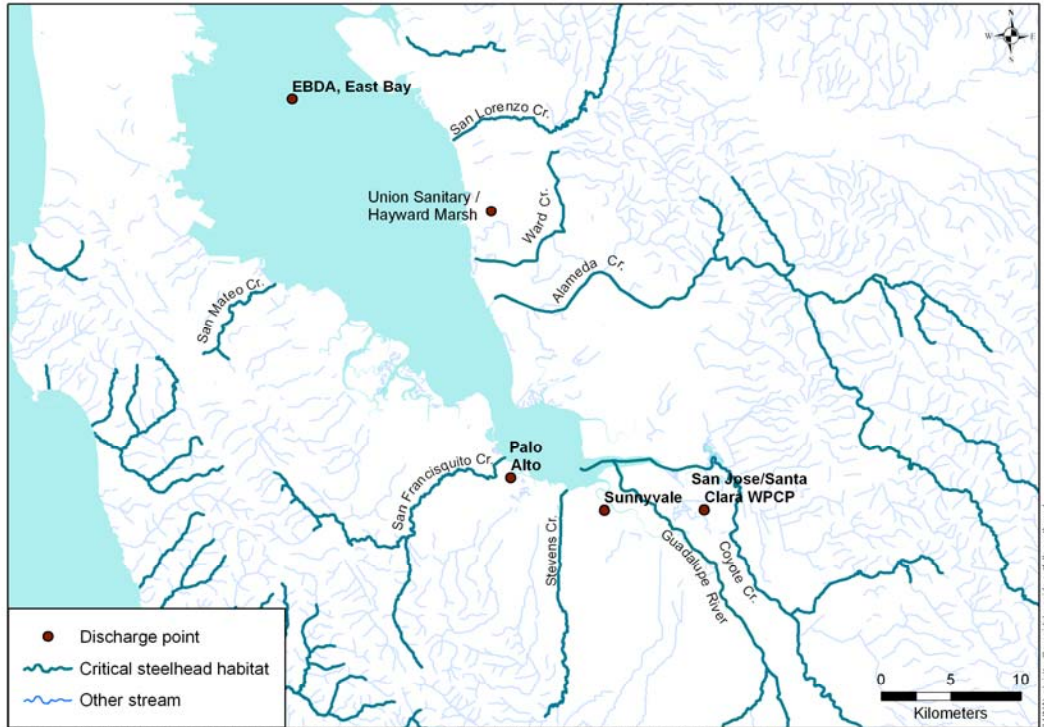 N
W E
N
EBDA, East Bay
San Lorenzo Cr.
Union Sanitary /
Hayward Marsh
Ward Cr.
Alameda Cr.
San Mateo Cr.
Palo
Alto
San Francisquito Cr.
San Jose/Santa
Clara WPCP
Sunnyvale
Stevens Cr.
Guadalupe River
Coyote Cr.
Discharge point
Critical steelhead habitat
Other stream
0 5 10
Kilometers